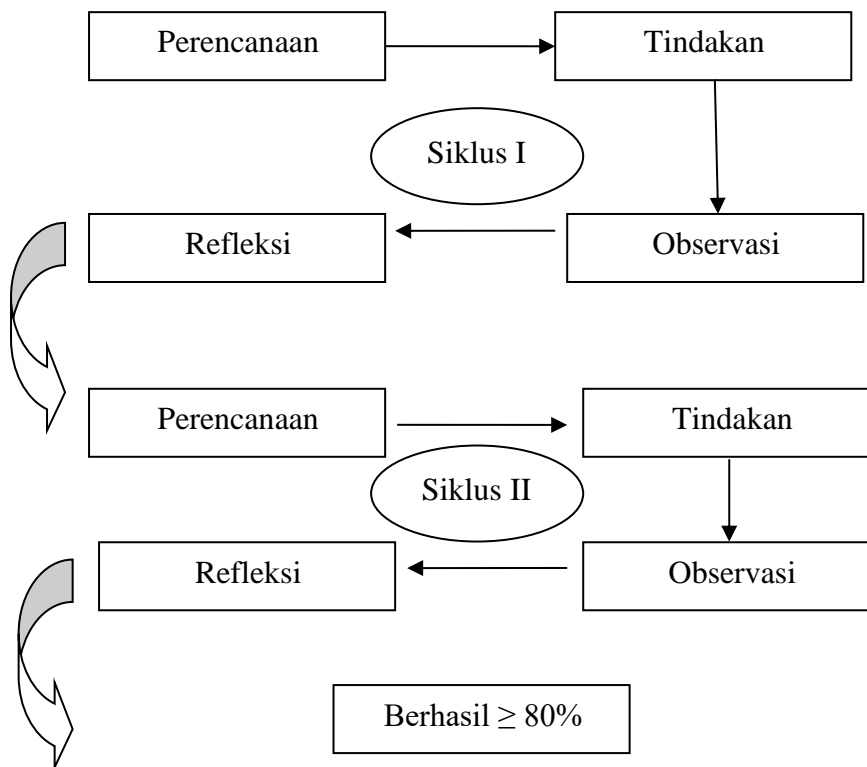 Perencanaan
Tindakan
Siklus I
Refleksi
Observasi
Perencanaan
Tindakan
Siklus II
Refleksi
Observasi
Berhasil ≥ 80%